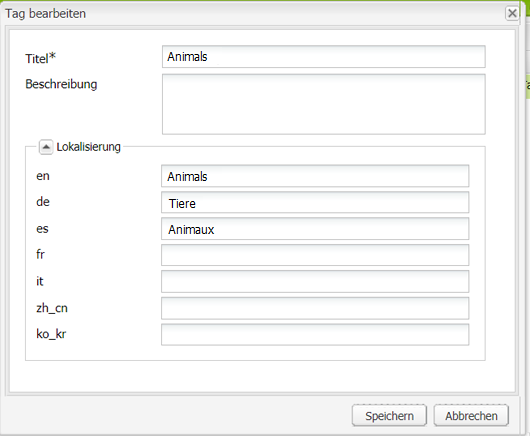 Tag bearbeiten
Titel* Animals
Beschreibung
Lokalisierung
en Animals
de Tiere
es Animaux
fr
it
zh_cn
ko_kr
Speichern Abbrechen